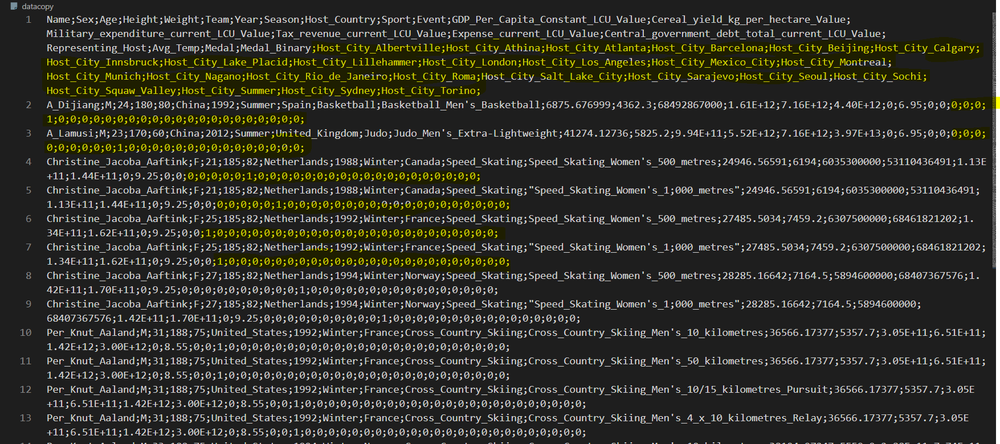 datacopy
1 Name;Sex;Age;Height;Weight;Team;Year;Season;Host_Country;Sport;Event;GDP_Per_Capita_Constant_LCU_Value;Cereal_yield_kg_per_hectare_Value;
Military_expenditure_current_LCU_Value;Tax_revenue_current_LCU_Value;Expense_current_LCU_Value;Central_government_debt_total_current_LCU_Value;
Representing_Host;Avg_Temp;Medal;Medal_Binary;Host_City_Albertville;Host_City_Athina;Host_City_Atlanta;Host_City_Barcelona;Host_City_Beijing;Host_City_Calgary;
Host_City_Innsbruck;Host_City_Lake_Placid;Host_City_Lillehammer;Host_City_London;Host_City_Los_Angeles;Host_City_Mexico_City;Host_City_Montreal;
Host_City_Munich;Host_City_Nagano;Host_City_Rio_de_Janeiro;Host_City_Roma;Host_City_Salt_Lake_City;Host_City_Sarajevo;Host_City_Seoul;Host_City_Sochi;
Host_City_Squaw_Valley;Host_City_Summer;Host_City_Sydney;Host_City_Torino;
2 A_Dijiang;M;24;180;80;China;1992;Summer;Spain;Basketball;Basketball_Men's_Basketball;6875.676999;4362.3;68492867000;1.61E+12;7.16E+12;4.40E+12;0;6.95;0;0;0;0;0;
1;0;0;0;0;0;0;0;0;0;0;0;0;0;0;0;0;0;0;0;0;0;
3 A_Lamusi;M;23;170;60;China;2012;Summer;United_Kingdom;Judo;Judo_Men's_Extra-Lightweight;41274.12736;5825.2;9.94E+11;5.52E+12;7.16E+12;3.97E+13;0;6.95;0;0;0;0;0;
0;0;0;0;0;0;1;0;0;0;0;0;0;0;0;0;0;0;0;0;0;0;
4 Christine_Jacoba_Aaftink;F;21;185;82;Netherlands;1988;Winter;Canada;Speed_Skating;Speed_Skating_Women's_500_metres;24946.56591;6194;6035300000;53110436491;1.13E
+11;1.44E+11;0;9.25;0;0;0;0;0;0;0;1;0;0;0;0;0;0;0;0;0;0;0;0;0;0;0;0;0;0;0;
5 Christine_Jacoba_Aaftink;F;21;185;82;Netherlands;1988;Winter;Canada;Speed_Skating;"Speed_Skating_Women's_1;000_metres";24946.56591;6194;6035300000;53110436491;
1.13E+11;1.44E+11;0;9.25;0;0;0;0;0;0;0;1;0;0;0;0;0;0;0;0;0;0;0;0;0;0;0;0;0;0;0;
6 Christine_Jacoba_Aaftink;F;25;185;82;Netherlands;1992;Winter;France;Speed_Skating;Speed_Skating_Women's_500_metres;27485.5034;7459.2;6307500000;68461821202;1.
34E+11;1.62E+11;0;9.25;0;0;1;0;0;0;0;0;0;0;0;0;0;0;0;0;0;0;0;0;0;0;0;0;0;0;0;
7 Christine_Jacoba_Aaftink;F;25;185;82;Netherlands;1992;Winter;France;Speed_Skating;"Speed_Skating_Women's_1;000_metres";27485.5034;7459.2;6307500000;68461821202;
1.34E+11;1.62E+11;0;9.25;0;0;1;0;0;0;0;0;0;0;0;0;0;0;0;0;0;0;0;0;0;0;0;0;0;0;0;
8 Christine_Jacoba_Aaftink;F;27;185;82;Netherlands;1994;Winter;Norway;Speed_Skating;Speed_Skating_Women's_500_metres;28285.16642;7164.5;5894600000;68407367576;1.
42E+11;1.70E+11;0;9.25;0;0;0;0;0;0;0;0;0;0;1;0;0;0;0;0;0;0;0;0;0;0;0;0;0;0;0;
9 Christine_Jacoba_Aaftink;F;27;185;82;Netherlands;1994;Winter;Norway;Speed_Skating;"Speed_Skating_Women's_1;000_metres";28285.16642;7164.5;5894600000;
68407367576;1.42E+11;1.70E+11;0;9.25;0;0;0;0;0;0;0;0;0;0;1;0;0;0;0;0;0;0;0;0;0;0;0;0;0;0;0;
10 Per_Knut_Aaland;M;31;188;75;United_States;1992;Winter;France;Cross_Country_Skiing;Cross_Country_Skiing_Men's_10_kilometres;36566.17377;5357.7;3.05E+11;6.51E+11;
1.42E+12;3.00E+12;0;8.55;0;0;1;0;0;0;0;0;0;0;0;0;0;0;0;0;0;0;0;0;0;0;0;0;0;0;0;
11 Per_Knut_Aaland;M;31;188;75;United_States;1992;Winter;France;Cross_Country_Skiing;Cross_Country_Skiing_Men's_50_kilometres;36566.17377;5357.7;3.05E+11;6.51E+11;
1.42E+12;3.00E+12;0;8.55;0;0;1;0;0;0;0;0;0;0;0;0;0;0;0;0;0;0;0;0;0;0;0;0;0;0;0;
12 Per_Knut_Aaland;M;31;188;75;United_States;1992;Winter;France;Cross_Country_Skiing;Cross_Country_Skiing_Men's_10/15_kilometres_Pursuit;36566.17377;5357.7;3.05E
+11;6.51E+11;1.42E+12;3.00E+12;0;8.55;0;0;1;0;0;0;0;0;0;0;0;0;0;0;0;0;0;0;0;0;0;0;0;0;0;0;0;
13 Per_Knut_Aaland;M;31;188;75;United_States;1992;Winter;France;Cross_Country_Skiing;Cross_Country_Skiing_Men's_4_x_10_kilometres_Relay;36566.17377;5357.7;3.05E
+11;6.51E+11;1.42E+12;3.00E+12;0;8.55;0;0;1;0;0;0;0;0;0;0;0;0;0;0;0;0;0;0;0;0;0;0;0;0;0;0;0;